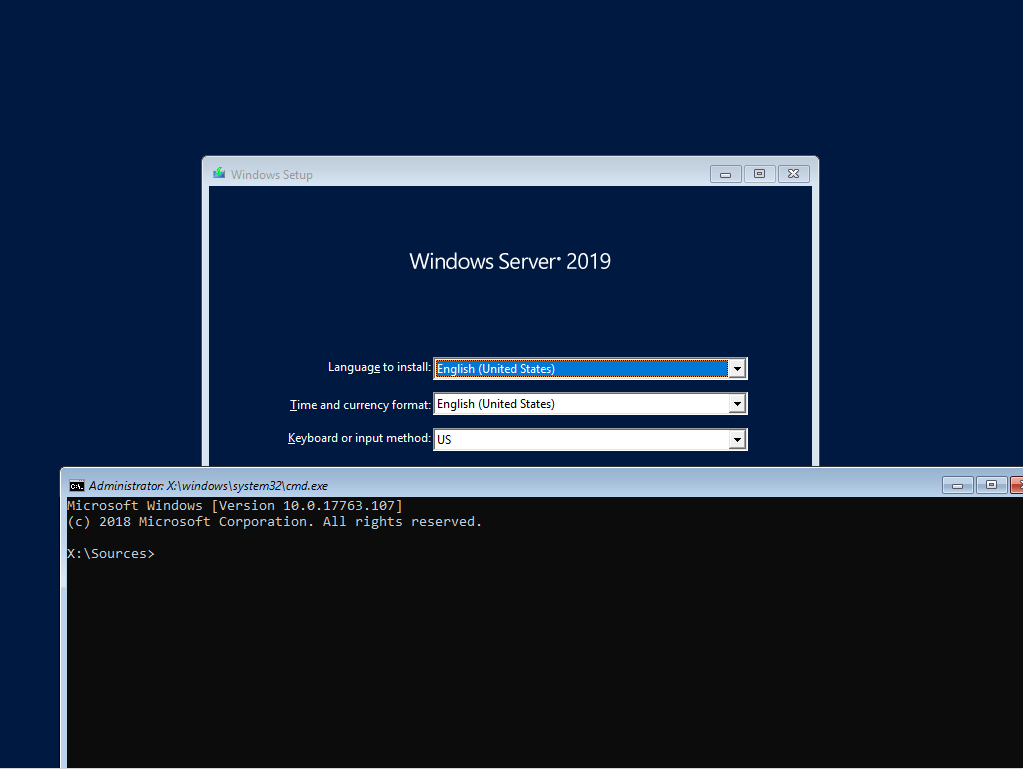 Windows Setup
Windows Server® 2019
Language to install: English (United States)
Time and currency format: English (United States)
Keyboard or input method: US
C:\. Administrator: X:\windows\system32\cmd.exe
Microsoft Windows [Version 10.0.17763.107]
(c) 2018 Microsoft Corporation. All rights reserved.
X:\Sources>